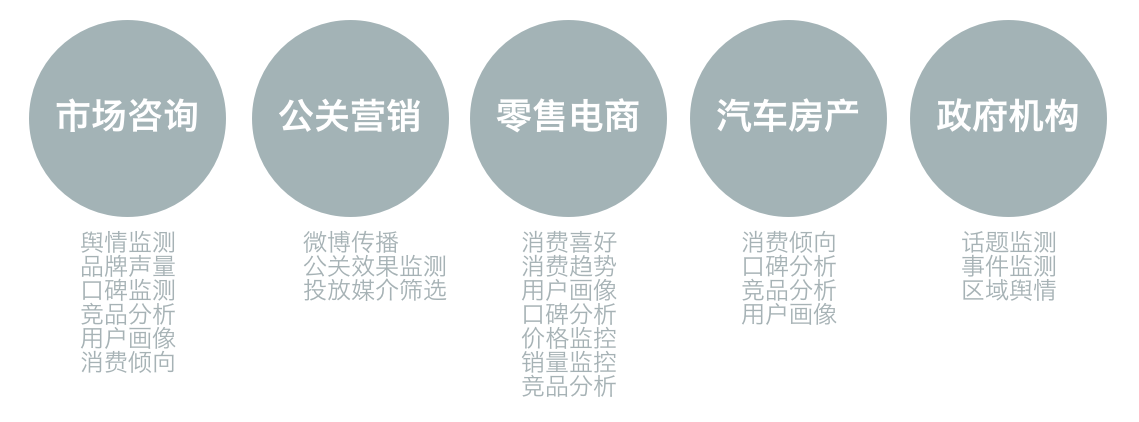 市场咨询
舆情监测
品牌声量
口碑监测
竞品分析
用户画像
消费倾向
公关营销
微博传播
公关效果监测
投放媒介筛选
零售电商
消费喜好
消费趋势
用户画像
口碑分析
价格监控
销量监控
竞品分析
汽车房产
消费倾向
口碑分析
竞品分析
用户画像
政府机构
话题监测
事件监测
区域舆情